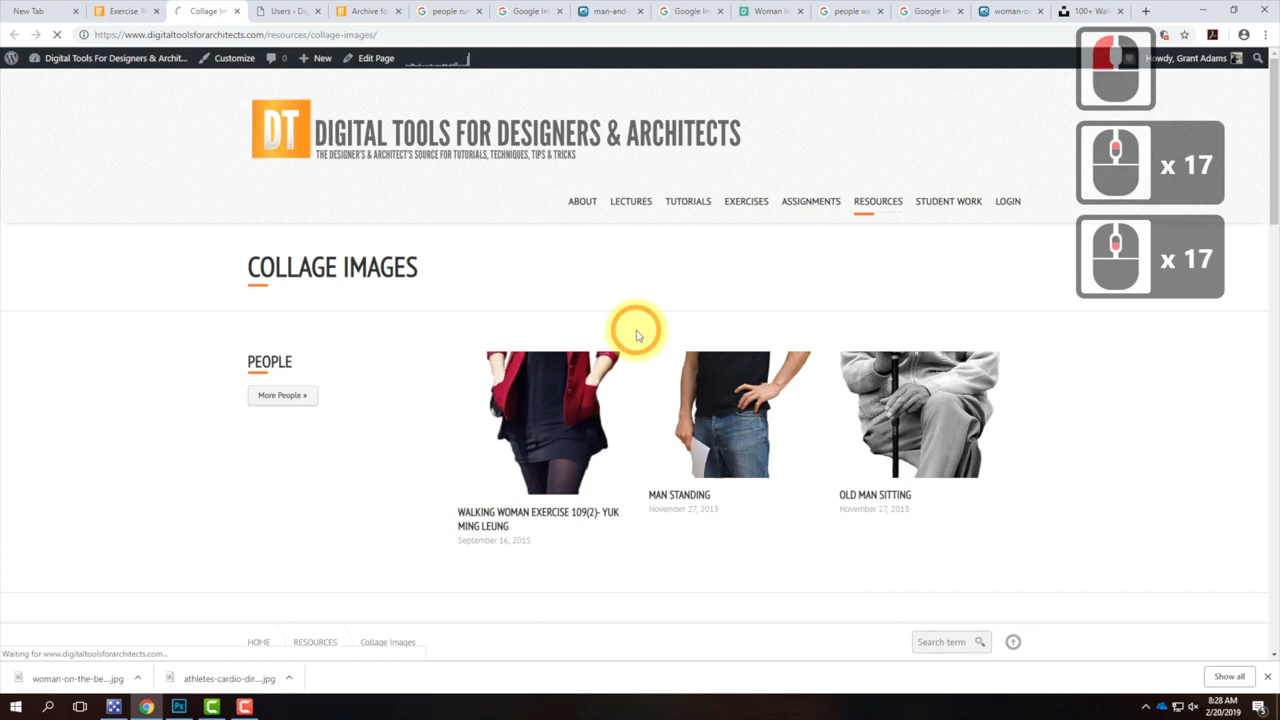 New Tab × Exercise 10 × Collage Im × Users ‹ Digi × Archive for × people run × Google Im × man-and- × Google Im × Woman in × people wa × Google Im × woman-on × 100+ Walk × +
https://www.digitaltoolsforarchitects.com/resources/collage-images/
Digital Tools For Designers & Archit... Customize 0 New Edit Page Howdy, Grant Adams
DT DIGITAL TOOLS FOR DESIGNERS & ARCHITECTS
THE DESIGNER'S & ARCHITECT'S SOURCE FOR TUTORIALS, TECHNIQUES, TIPS & TRICKS
x 17
ABOUT LECTURES TUTORIALS EXERCISES ASSIGNMENTS RESOURCES STUDENT WORK LOGIN
x 17
COLLAGE IMAGES
PEOPLE
More People »
WALKING WOMAN EXERCISE 109(2)- YUK
MING LEUNG
September 16, 2015
MAN STANDING
November 27, 2013
OLD MAN SITTING
November 27, 2013
HOME RESOURCES Collage Images Search term
Waiting for www.digitaltoolsforarchitects.com...
woman-on-the-be....jpg athletes-cardio-dir....jpg Show all ×
8:28 AM
2/20/2019
5